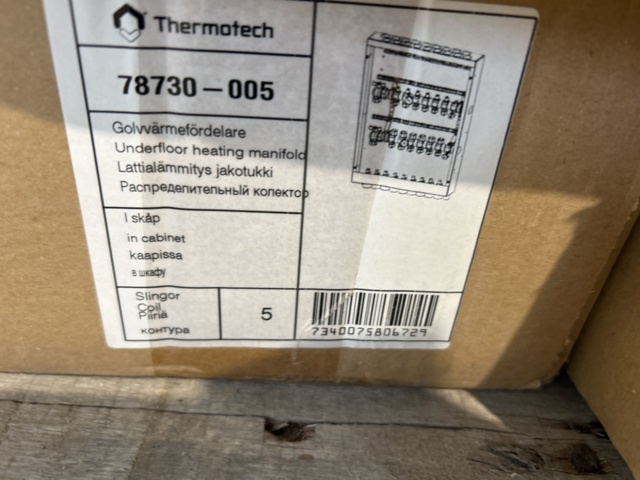 Thermotech
78730-005
Golvvärmefördelare
Underfloor heating manifold
Lattialämmitys jakotukki
Распределительный колектор
I skåp
in cabinet
kaapissa
в шкафу
Slingor
Coil
Piiriä
контура
5
7340075806729